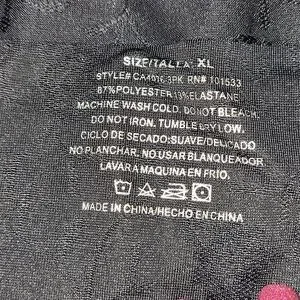 SIZE/TALLA: XL
STYLE# CA4016-3PK RN# 101533
87% POLYESTER 13% ELASTANE
MACHINE WASH COLD. DO NOT BLEACH.
DO NOT IRON. TUMBLE DRY LOW.
CICLO DE SECADO: SUAVE/DELICADO
NO PLANCHAR. NO USAR BLANQUEADOR.
LAVAR A MAQUINA EN FRIO.
MADE IN CHINA/HECHO EN CHINA